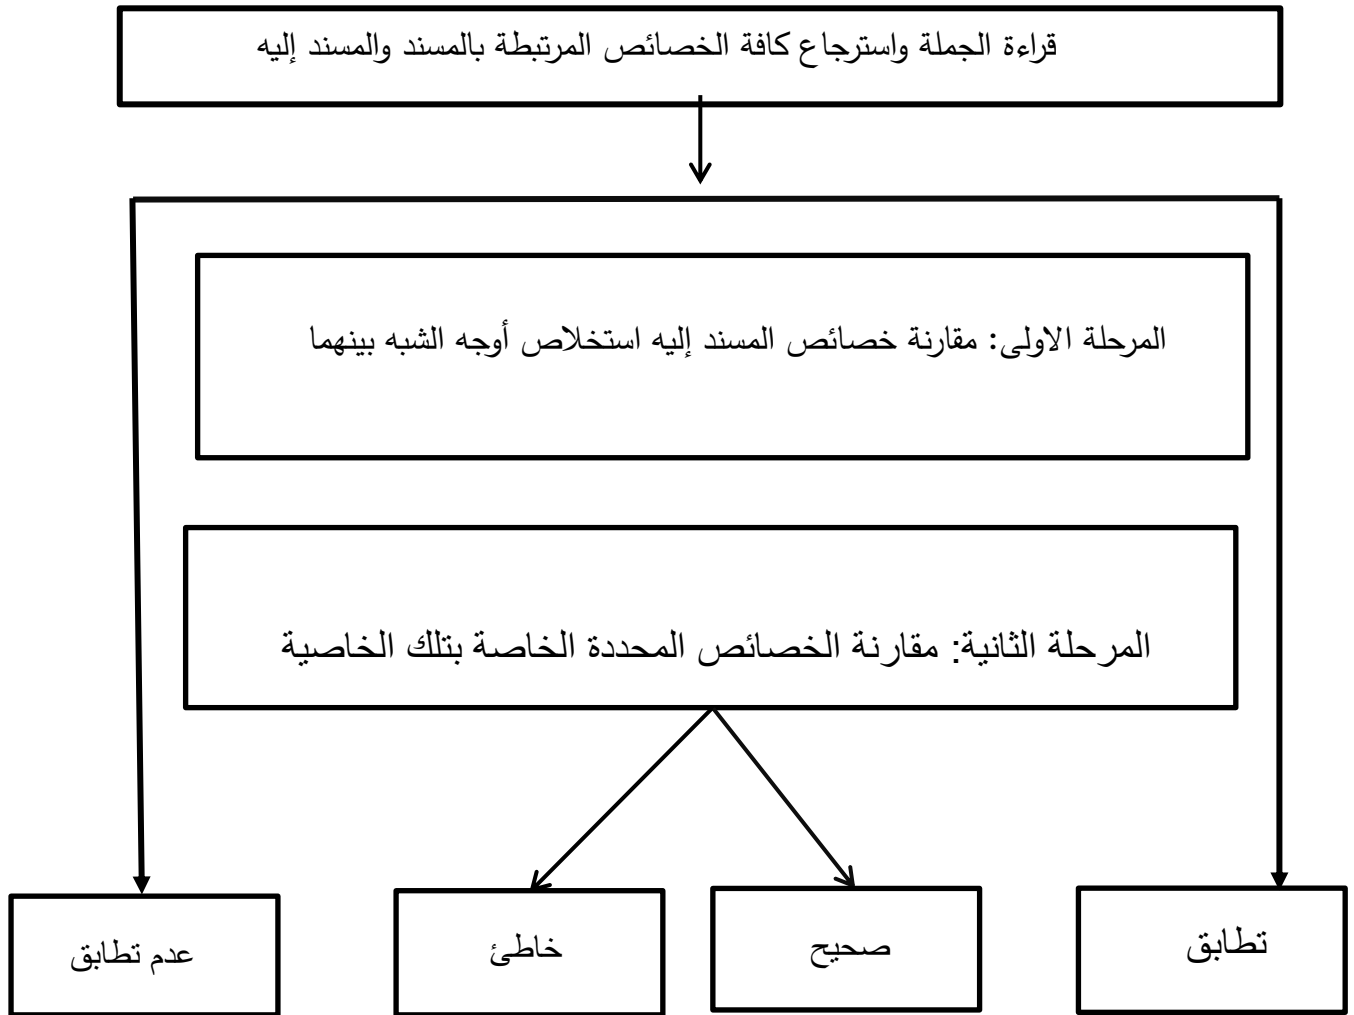 قراءة الجملة واسترجاع كافة الخصائص المرتبطة بالمسند والمسند إليه
المرحلة الاولى: مقارنة خصائص المسند إليه استخلاص أوجه الشبه بينهما
المرحلة الثانية: مقارنة الخصائص المحددة الخاصة بتلك الخاصية
تطابق
صحيح
خاطئ
عدم تطابق